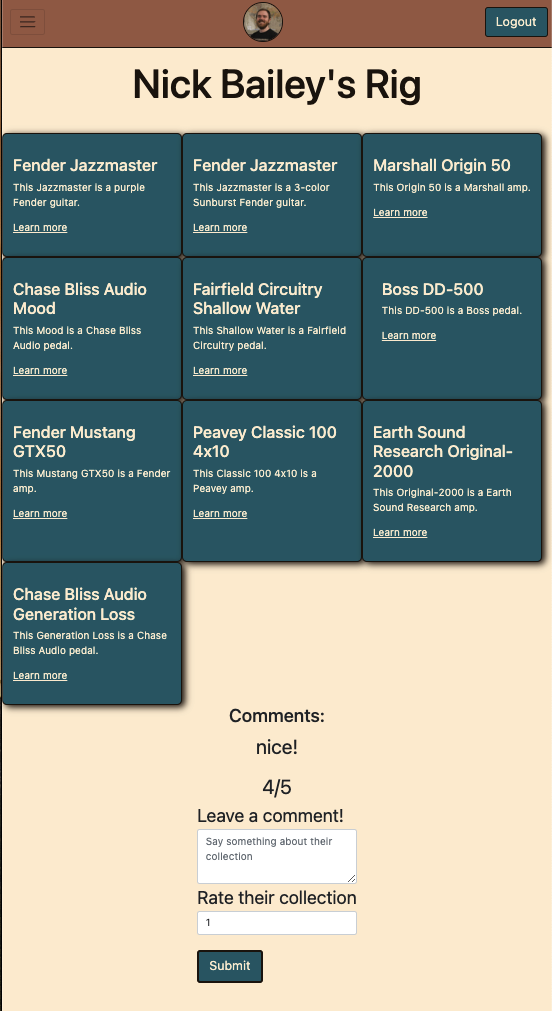 Logout
Nick Bailey's Rig
Fender Jazzmaster
This Jazzmaster is a purple
Fender guitar.
Learn more
Fender Jazzmaster
This Jazzmaster is a 3-color
Sunburst Fender guitar.
Learn more
Marshall Origin 50
This Origin 50 is a Marshall amp.
Learn more
Chase Bliss Audio
Mood
This Mood is a Chase Bliss
Audio pedal.
Learn more
Fairfield Circuitry
Shallow Water
This Shallow Water is a Fairfield
Circuitry pedal.
Learn more
Boss DD-500
This DD-500 is a Boss pedal.
Learn more
Fender Mustang
GTX50
This Mustang GTX50 is a Fender
amp.
Learn more
Peavey Classic 100
4x10
This Classic 100 4x10 is a
Peavey amp.
Learn more
Earth Sound
Research Original-
2000
This Original-2000 is a Earth
Sound Research amp.
Learn more
Chase Bliss Audio
Generation Loss
This Generation Loss is a Chase
Bliss Audio pedal.
Learn more
Comments:
nice!
4/5
Leave a comment!
Say something about their
collection
Rate their collection
1
Submit